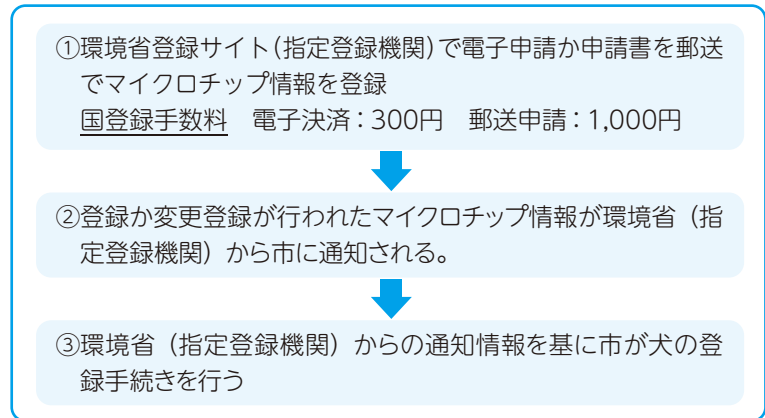 ①環境省登録サイト(指定登録機関)で電子申請か申請書を郵送
でマイクロチップ情報を登録
国登録手数料　電子決済：300円　郵送申請：1,000円
②登録か変更登録が行われたマイクロチップ情報が環境省（指
定登録機関）から市に通知される。
③環境省（指定登録機関）からの通知情報を基に市が犬の登
録手続きを行う